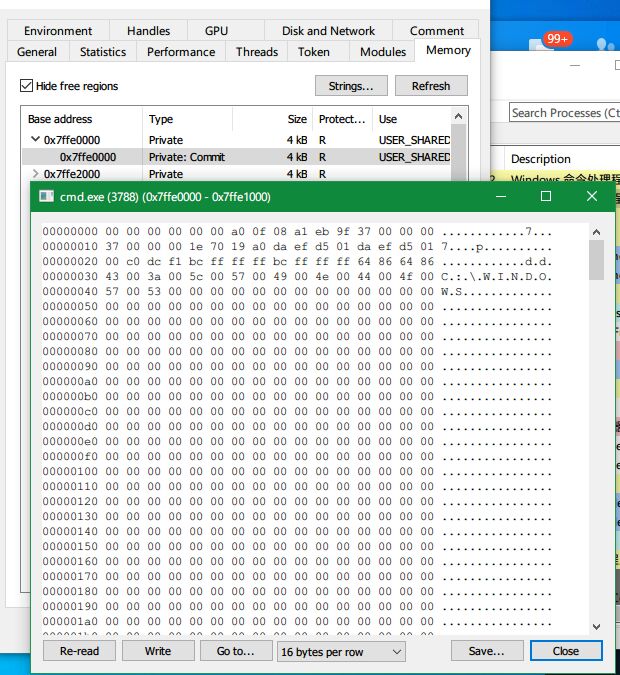 Environment Handles GPU Disk and Network Comment
General Statistics Performance Threads Token Modules Memory
99+
Hide free regions Strings... Refresh
Search Processes (Ct
Base address Type Size Protect... Use
0x7ffe0000 Private 4 kB R USER_SHARED
0x7ffe0000 Private: Commit 4 kB R USER_SHARED
0x7ffe2000 Private 4 kB R
Description
Windows 命令处理程
cmd.exe (3788) (0x7ffe0000 - 0x7ffe1000)
00000000 00 00 00 00 00 00 a0 0f 08 a1 eb 9f 37 00 00 00 ............7...
00000010 37 00 00 00 1e 70 19 a0 da ef d5 01 da ef d5 01 7....p..........
00000020 00 c0 dc f1 bc ff ff ff bc ff ff ff 64 86 64 86 ............d.d.
00000030 43 00 3a 00 5c 00 57 00 49 00 4e 00 44 00 4f 00 C.:.\.W.I.N.D.O.
00000040 57 00 53 00 00 00 00 00 00 00 00 00 00 00 00 00 W.S.............
00000050 00 00 00 00 00 00 00 00 00 00 00 00 00 00 00 00 ................
00000060 00 00 00 00 00 00 00 00 00 00 00 00 00 00 00 00 ................
00000070 00 00 00 00 00 00 00 00 00 00 00 00 00 00 00 00 ................
00000080 00 00 00 00 00 00 00 00 00 00 00 00 00 00 00 00 ................
00000090 00 00 00 00 00 00 00 00 00 00 00 00 00 00 00 00 ................
000000a0 00 00 00 00 00 00 00 00 00 00 00 00 00 00 00 00 ................
000000b0 00 00 00 00 00 00 00 00 00 00 00 00 00 00 00 00 ................
000000c0 00 00 00 00 00 00 00 00 00 00 00 00 00 00 00 00 ................
000000d0 00 00 00 00 00 00 00 00 00 00 00 00 00 00 00 00 ................
000000e0 00 00 00 00 00 00 00 00 00 00 00 00 00 00 00 00 ................
000000f0 00 00 00 00 00 00 00 00 00 00 00 00 00 00 00 00 ................
00000100 00 00 00 00 00 00 00 00 00 00 00 00 00 00 00 00 ................
00000110 00 00 00 00 00 00 00 00 00 00 00 00 00 00 00 00 ................
00000120 00 00 00 00 00 00 00 00 00 00 00 00 00 00 00 00 ................
00000130 00 00 00 00 00 00 00 00 00 00 00 00 00 00 00 00 ................
00000140 00 00 00 00 00 00 00 00 00 00 00 00 00 00 00 00 ................
00000150 00 00 00 00 00 00 00 00 00 00 00 00 00 00 00 00 ................
00000160 00 00 00 00 00 00 00 00 00 00 00 00 00 00 00 00 ................
00000170 00 00 00 00 00 00 00 00 00 00 00 00 00 00 00 00 ................
00000180 00 00 00 00 00 00 00 00 00 00 00 00 00 00 00 00 ................
00000190 00 00 00 00 00 00 00 00 00 00 00 00 00 00 00 00 ................
000001a0 00 00 00 00 00 00 00 00 00 00 00 00 00 00 00 00 ................
Re-read Write Go to... 16 bytes per row Save... Close